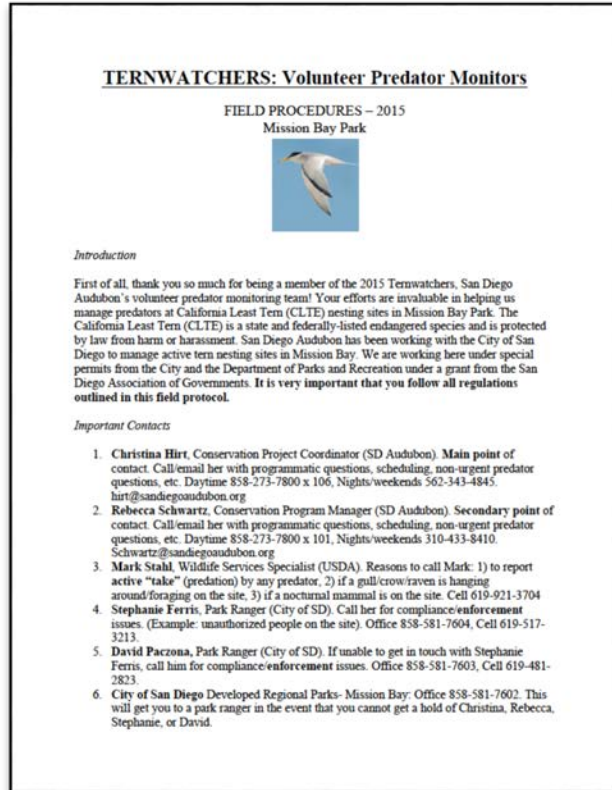 TERNWATCHERS: Volunteer Predator Monitors
FIELD PROCEDURES – 2015
Mission Bay Park
Introduction
First of all, thank you so much for being a member of the 2015 Ternwatchers, San Diego
Audubon's volunteer predator monitoring team! Your efforts are invaluable in helping us
manage predators at California Least Tern (CLTE) nesting sites in Mission Bay Park. The
California Least Tern (CLTE) is a state and federally-listed endangered species and is protected
by law from harm or harassment. San Diego Audubon has been working with the City of San
Diego to manage active tern nesting sites in Mission Bay. We are working here under special
permits from the City and the Department of Parks and Recreation under a grant from the San
Diego Association of Governments. It is very important that you follow all regulations
outlined in this field protocol.
Important Contacts
1. Christina Hirt, Conservation Project Coordinator (SD Audubon). Main point of
contact. Call/email her with programmatic questions, scheduling, non-urgent predator
questions, etc. Daytime 858-273-7800 x 106, Nights/weekends 562-343-4845.
hirt@sandiegoaudubon.org
2. Rebecca Schwartz, Conservation Program Manager (SD Audubon). Secondary point of
contact. Call/email her with programmatic questions, scheduling, non-urgent predator
questions, etc. Daytime 858-273-7800 x 101, Nights/weekends 310-433-8410.
Schwartz@sandiegoaudubon.org
3. Mark Stahl, Wildlife Services Specialist (USDA). Reasons to call Mark: 1) to report
active “take” (predation) by any predator, 2) if a gull/crow/raven is hanging
around/foraging on the site, 3) if a nocturnal mammal is on the site. Cell 619-921-3704
4. Stephanie Ferris, Park Ranger (City of SD). Call her for compliance/enforcement
issues. (Example: unauthorized people on the site). Office 858-581-7604, Cell 619-517-
3213.
5. David Paczona, Park Ranger (City of SD). If unable to get in touch with Stephanie
Ferris, call him for compliance/enforcement issues. Office 858-581-7603, Cell 619-481-
2823.
6. City of San Diego Developed Regional Parks- Mission Bay: Office 858-581-7602. This
will get you to a park ranger in the event that you cannot get a hold of Christina, Rebecca,
Stephanie, or David.